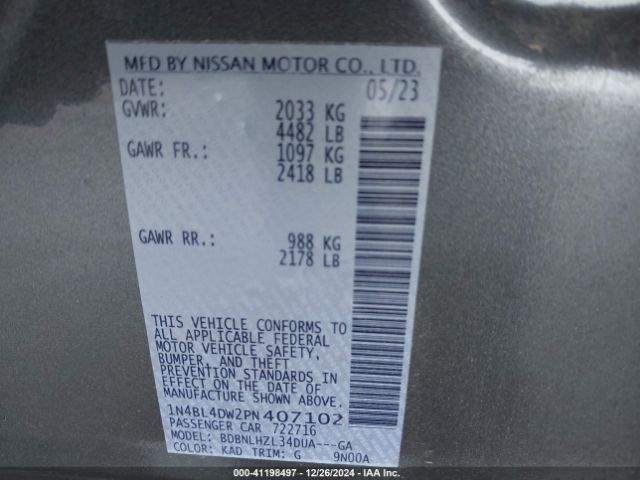 MFD BY NISSAN MOTOR CO., LTD.
DATE: 05/23
GVWR: 2033 KG
4482 LB
GAWR FR.: 1097 KG
2418 LB
GAWR RR.: 988 KG
2178 LB
THIS VEHICLE CONFORMS TO
ALL APPLICABLE FEDERAL
MOTOR VEHICLE SAFETY,
BUMPER, AND THEFT
PREVENTION STANDARDS IN
EFFECT ON THE DATE OF
MANUFACTURE SHOWN ABOVE.
1N4BL4DW2PN407102
PASSENGER CAR 722716
MODEL: BDBNLHZL34DUA---GA
COLOR: KAD TRIM: G 9N00A
000-41198497 - 12/26/2024 - IAA